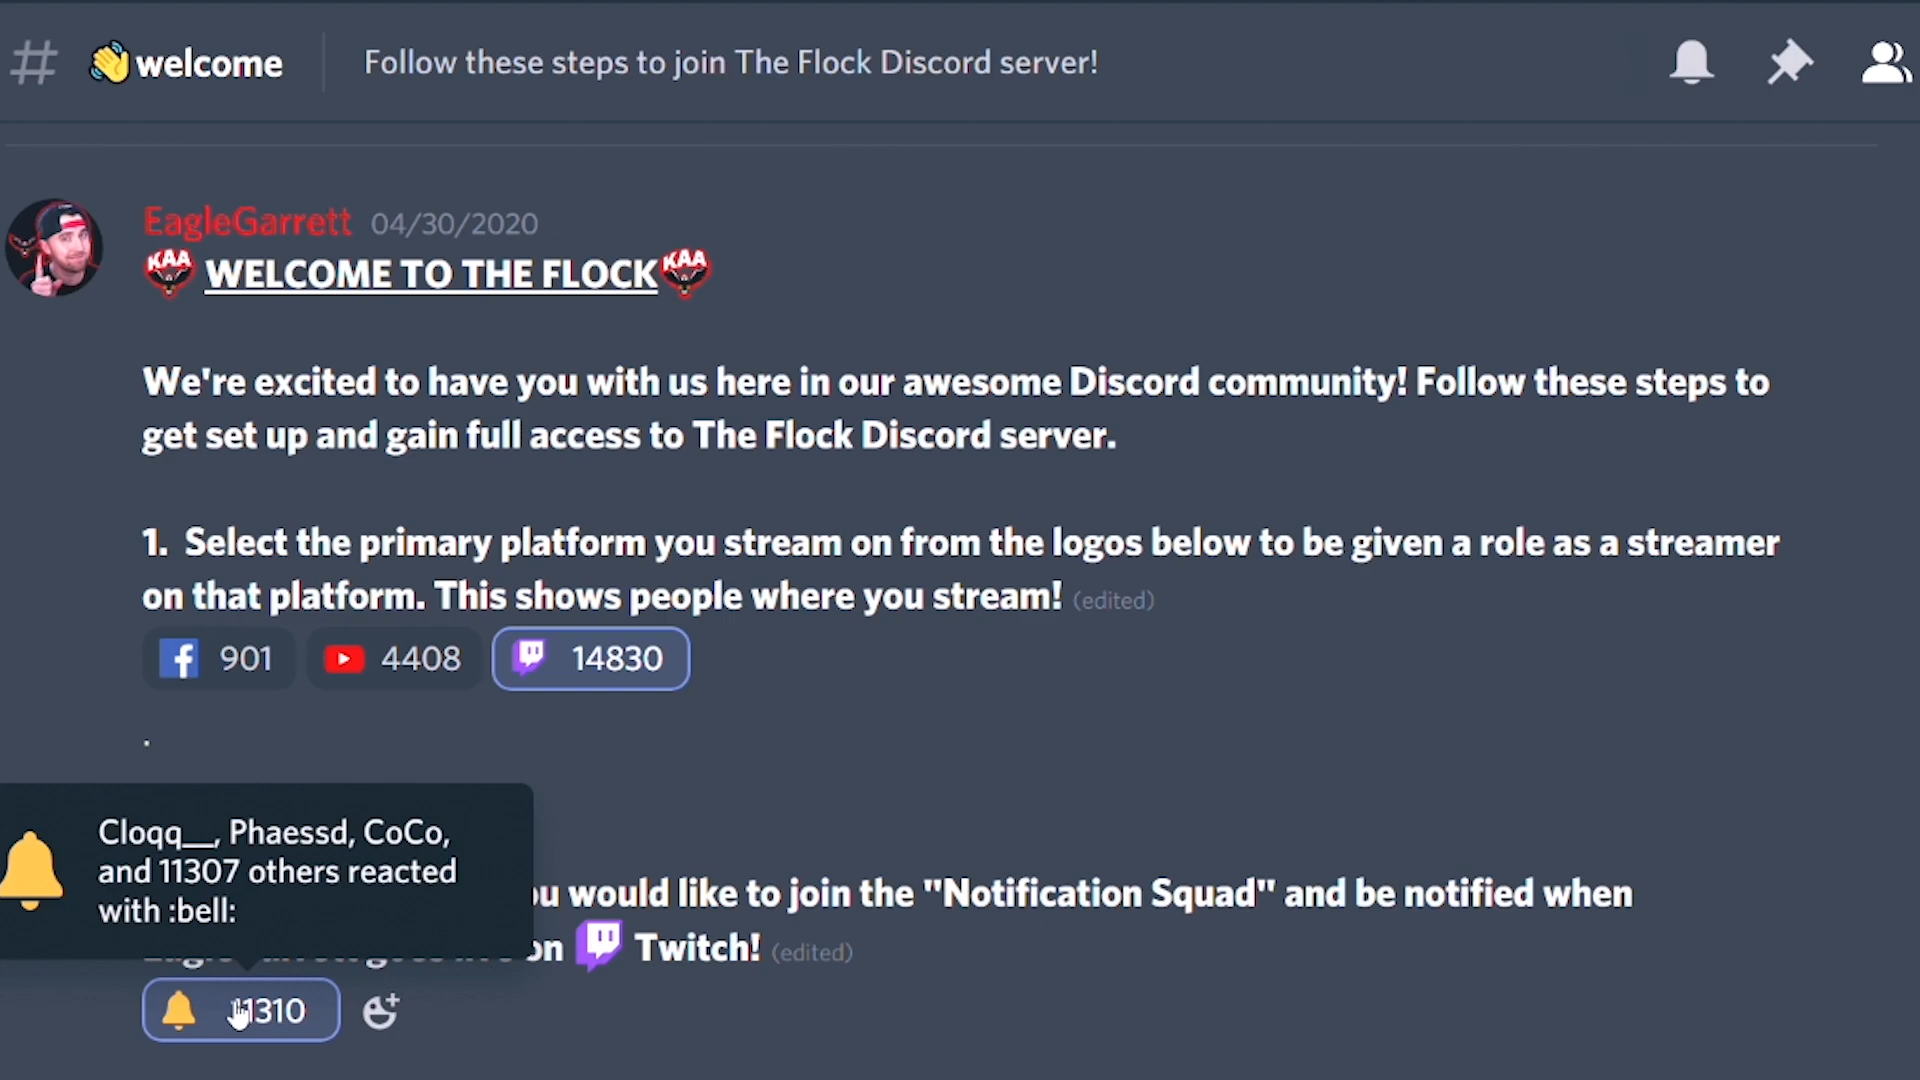 welcome
Follow these steps to join The Flock Discord server!
EagleGarrett 04/30/2020
KAA WELCOME TO THE FLOCK KAA
We're excited to have you with us here in our awesome Discord community! Follow these steps to
get set up and gain full access to The Flock Discord server.
1. Select the primary platform you stream on from the logos below to be given a role as a streamer
on that platform. This shows people where you stream! (edited)
901 4408 14830
.
Cloqq__, Phaessd, CoCo,
and 11307 others reacted
with :bell:
would like to join the "Notification Squad" and be notified when
on Twitch! (edited)
11310